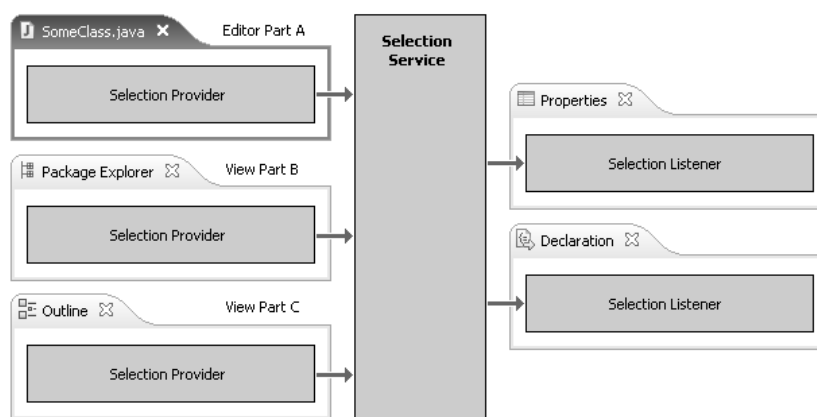 SomeClass.java
Editor Part A
Selection Provider
Package Explorer
View Part B
Selection Provider
Outline
View Part C
Selection Provider
Selection
Service
Properties
Selection Listener
Declaration
Selection Listener